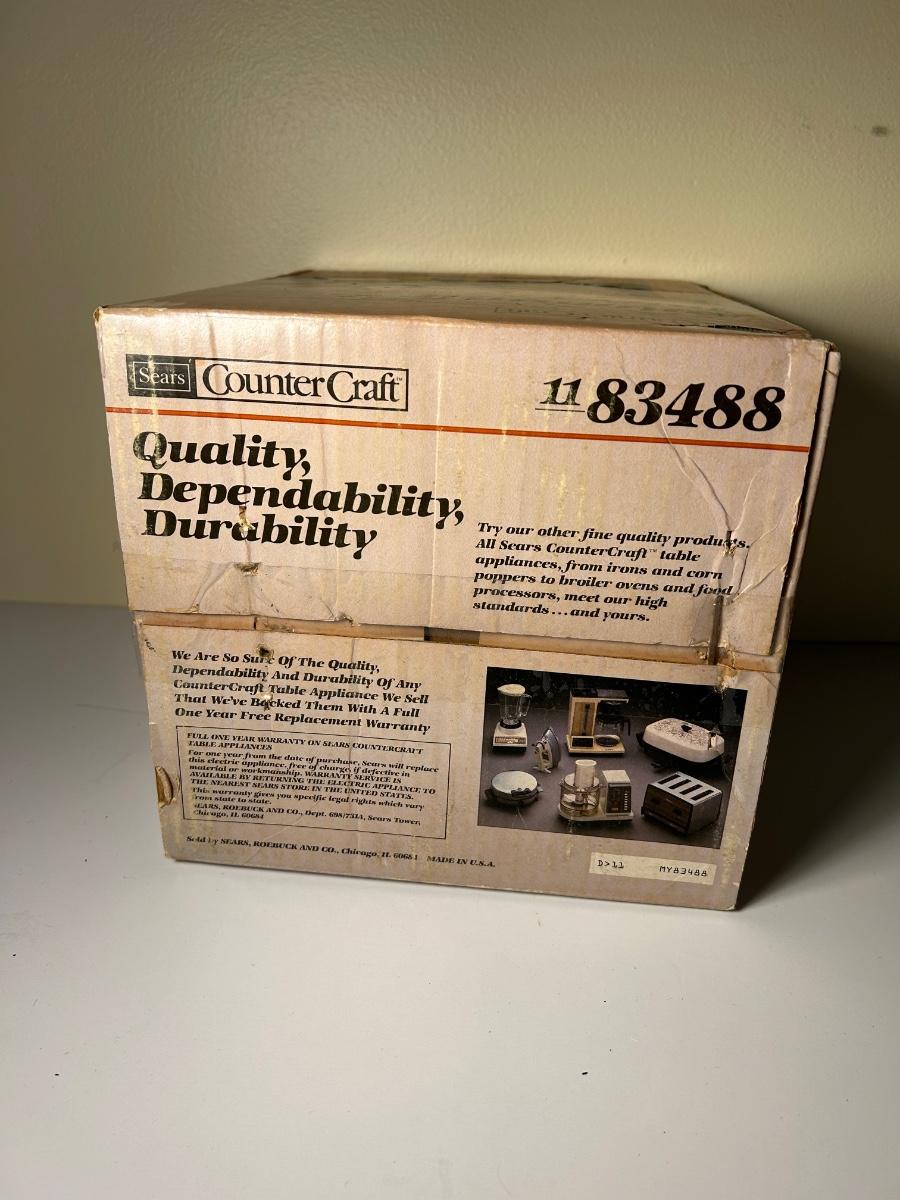 Sears CounterCraft™
11 83488
Quality,
Dependability,
Durability
Try our other fine quality products.
All Sears CounterCraft™ table
appliances, from irons and corn
poppers to broiler ovens and food
processors, meet our high
standards...and yours.
We Are So Sure Of The Quality,
Dependability And Durability Of Any
CounterCraft Table Appliance We Sell
That We've Backed Them With A Full
One Year Free Replacement Warranty
FULL ONE YEAR WARRANTY ON SEARS COUNTERCRAFT
TABLE APPLIANCES
For one year from the date of purchase, Sears will replace
this electric appliance, free of charge, if defective in
material or workmanship. WARRANTY SERVICE IS
AVAILABLE BY RETURNING THE ELECTRIC APPLIANCE TO
THE NEAREST SEARS STORE IN THE UNITED STATES.
This warranty gives you specific legal rights which vary
from state to state.
SEARS, ROEBUCK AND CO., Dept. 698/731A, Sears Tower,
Chicago, IL 60684
Sold by SEARS, ROEBUCK AND CO., Chicago, IL 60684 MADE IN U.S.A.
D>11 MY83488